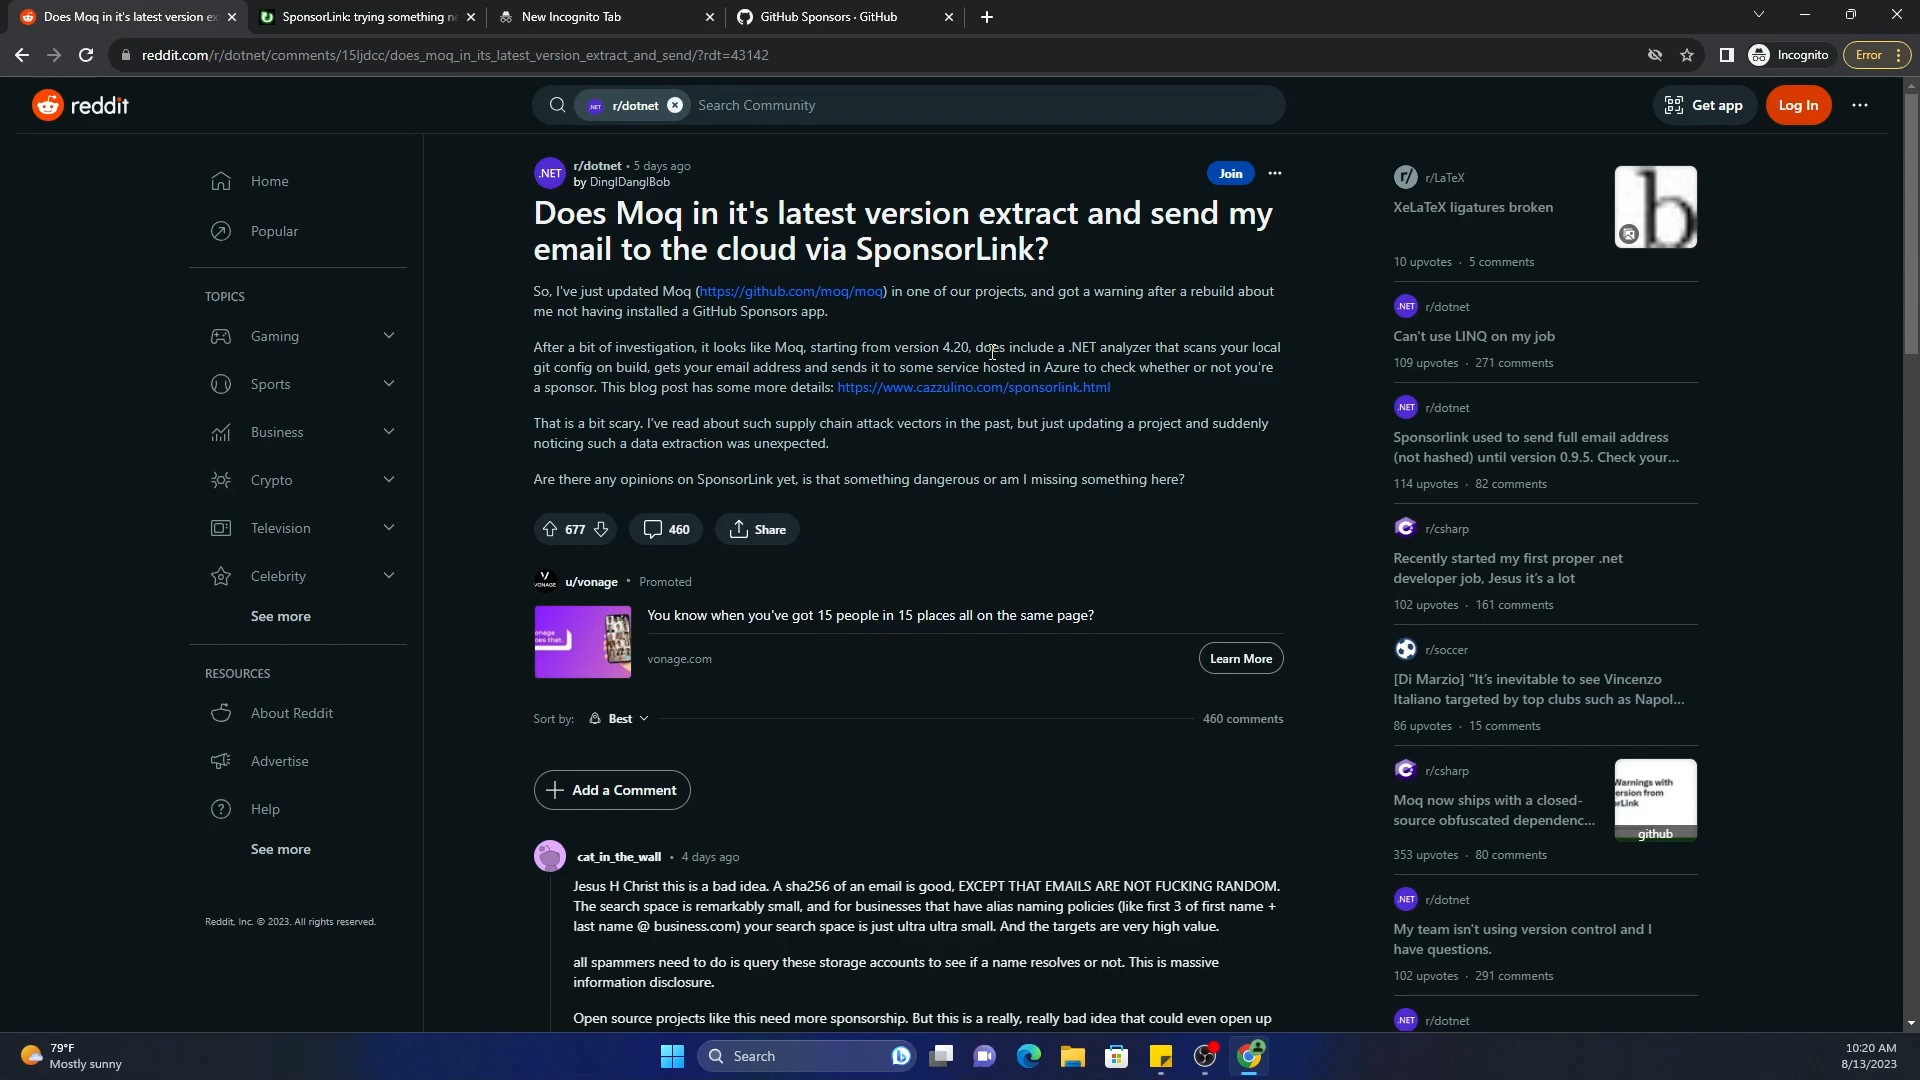 Does Moq in it's latest version ex
SponsorLink: trying something n
New Incognito Tab
GitHub Sponsors · GitHub
reddit.com/r/dotnet/comments/15ljdcc/does_moq_in_its_latest_version_extract_and_send/?rdt=43142
Incognito
Error
reddit
.NET
r/dotnet
Search Community
Get app
Log In
Home
Popular
TOPICS
Gaming
Sports
Business
Crypto
Television
Celebrity
See more
RESOURCES
About Reddit
Advertise
Help
See more
Reddit, Inc. © 2023. All rights reserved.
.NET
r/dotnet • 5 days ago
by DinglDanglBob
Join
Does Moq in it's latest version extract and send my
email to the cloud via SponsorLink?
So, I've just updated Moq (https://github.com/moq/moq) in one of our projects, and got a warning after a rebuild about
me not having installed a GitHub Sponsors app.
After a bit of investigation, it looks like Moq, starting from version 4.20, does include a .NET analyzer that scans your local
git config on build, gets your email address and sends it to some service hosted in Azure to check whether or not you're
a sponsor. This blog post has some more details: https://www.cazzulino.com/sponsorlink.html
That is a bit scary. I've read about such supply chain attack vectors in the past, but just updating a project and suddenly
noticing such a data extraction was unexpected.
Are there any opinions on SponsorLink yet, is that something dangerous or am I missing something here?
677
460
Share
VONAGE
u/vonage • Promoted
You know when you've got 15 people in 15 places all on the same page?
vonage.com
Learn More
Sort by: Best
460 comments
Add a Comment
cat_in_the_wall • 4 days ago
Jesus H Christ this is a bad idea. A sha256 of an email is good, EXCEPT THAT EMAILS ARE NOT FUCKING RANDOM.
The search space is remarkably small, and for businesses that have alias naming policies (like first 3 of first name +
last name @ business.com) your search space is just ultra ultra small. And the targets are very high value.
all spammers need to do is query these storage accounts to see if a name resolves or not. This is massive
information disclosure.
Open source projects like this need more sponsorship. But this is a really, really bad idea that could even open up
r/LaTeX
XeLaTeX ligatures broken
b
10 upvotes · 5 comments
.NET
r/dotnet
Can't use LINQ on my job
109 upvotes · 271 comments
.NET
r/dotnet
Sponsorlink used to send full email address
(not hashed) until version 0.9.5. Check your...
114 upvotes · 82 comments
r/csharp
Recently started my first proper .net
developer job, Jesus it's a lot
102 upvotes · 161 comments
r/soccer
[Di Marzio] "It's inevitable to see Vincenzo
Italiano targeted by top clubs such as Napol...
86 upvotes · 15 comments
r/csharp
Moq now ships with a closed-
source obfuscated dependenc...
Warnings with
ersion from
rLink
github
353 upvotes · 80 comments
.NET
r/dotnet
My team isn't using version control and I
have questions.
102 upvotes · 291 comments
.NET
r/dotnet
79°F
Mostly sunny
Search
10:20 AM
8/13/2023